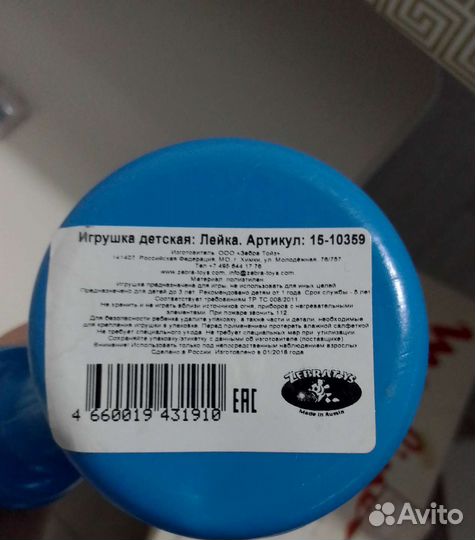 Игрушка детская: Лейка. Артикул: 15-10359
Изготовитель: ООО «Зебра Тойз»
141407, Российская Федерация, МО, г. Химки, ул. Молодёжная, 76/757
Тел +7 495 644 17 76
www.zebra-toys.com, info@zebra-toys.com
Материал: полиэтилен
Игрушка предназначена для игры, не использовать для иных целей
Предназначено для детей до 3 лет. Рекомендовано детям от 1 года. Срок службы - 5 лет
Соответствует требованиям ТР ТС 008/2011
Не хранить и не играть вблизи источников огня, приборов с нагревательными
элементами. При пожаре звонить 112.
Для безопасности ребенка удалите упаковку, а также части и детали, необходимые
для крепления игрушки в упаковке. Перед применением протереть влажной салфеткой
Не требует специального ухода. Не требует специальных мер при утилизации
Сохраняйте упаковку/этикетку с данными об изготовителе (поставщике)
Внимание! Использовать только под непосредственным наблюдением взрослых
Сделано в России Изготовлено в 01/2018 года
4 660019 431910
EAC
ZEBRATOYS
Made in Russia
Avito